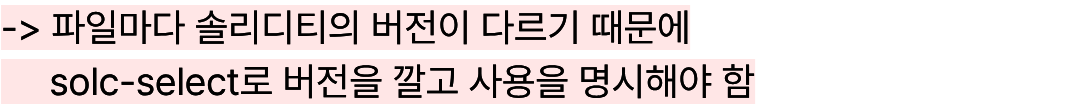 -> 파일마다 솔리디티의 버전이 다르기 때문에
solc-select로 버전을 깔고 사용을 명시해야 함